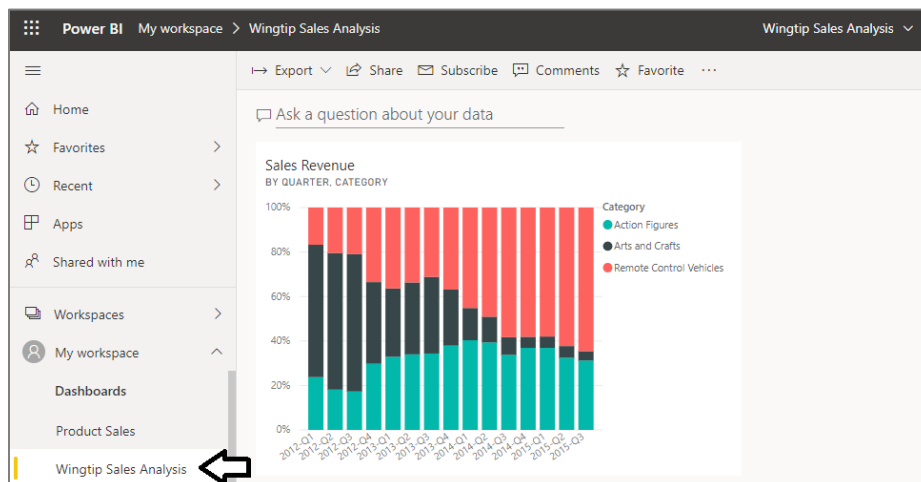 Power BI My workspace > Wingtip Sales Analysis Wingtip Sales Analysis
Export Share Subscribe Comments Favorite ...
Home
Favorites
Recent
Apps
Shared with me
Workspaces
My workspace
Dashboards
Product Sales
Wingtip Sales Analysis
Ask a question about your data
Sales Revenue
BY QUARTER, CATEGORY
100%
80%
60%
40%
20%
0%
2012-Q1 2012-Q2 2012-Q3 2012-Q4 2013-Q1 2013-Q2 2013-Q3 2013-Q4 2014-Q1 2014-Q2 2014-Q3 2014-Q4 2015-Q1 2015-Q2 2015-Q3
Category
Action Figures
Arts and Crafts
Remote Control Vehicles